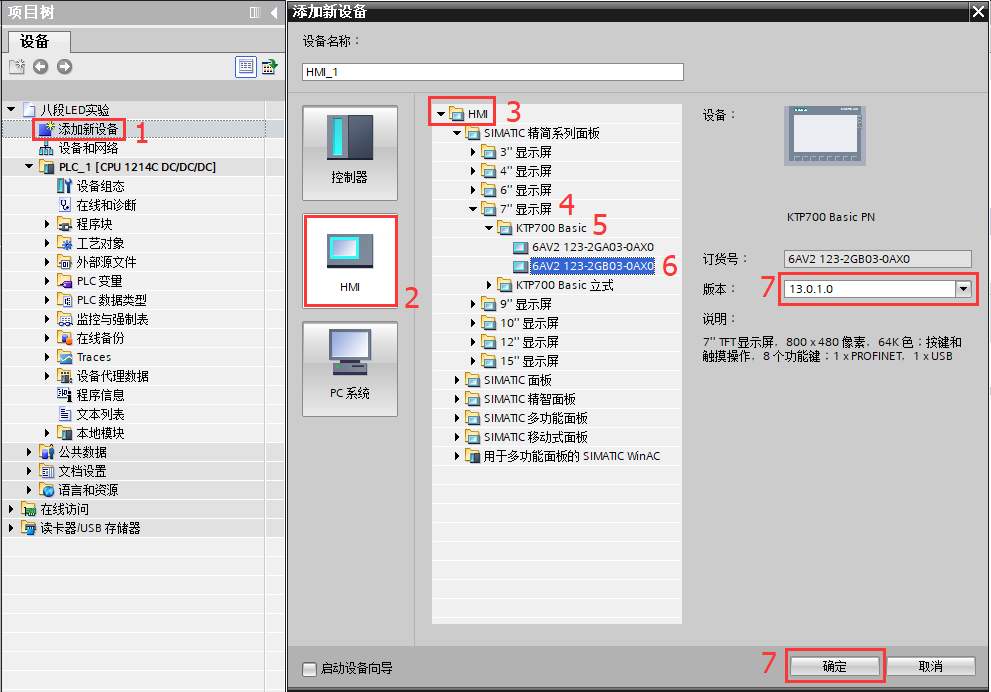 项目树
设备
八段LED实验
添加新设备
1
设备和网络
PLC_1 [CPU 1214C DC/DC/DC]
设备组态
在线和诊断
程序块
工艺对象
外部源文件
PLC 变量
PLC 数据类型
监控与强制表
在线备份
Traces
设备代理数据
程序信息
文本列表
本地模块
公共数据
文档设置
语言和资源
在线访问
读卡器/USB 存储器
添加新设备
设备名称：
HMI_1
控制器
HMI
2
PC 系统
HMI
3
SIMATIC 精简系列面板
3'' 显示屏
4'' 显示屏
6'' 显示屏
7'' 显示屏
4
KTP700 Basic
5
6AV2 123-2GA03-0AX0
6AV2 123-2GB03-0AX0
6
KTP700 Basic 立式
9'' 显示屏
10'' 显示屏
12'' 显示屏
15'' 显示屏
SIMATIC 面板
SIMATIC 精智面板
SIMATIC 多功能面板
SIMATIC 移动式面板
用于多功能面板的 SIMATIC WinAC
设备：
KTP700 Basic PN
订货号：
6AV2 123-2GB03-0AX0
版本：
7
13.0.1.0
说明：
7'' TFT显示屏，800 x 480 像素，64K 色；按键和
触摸操作，8 个功能键；1 x PROFINET，1 x USB
启动设备向导
7
确定
取消